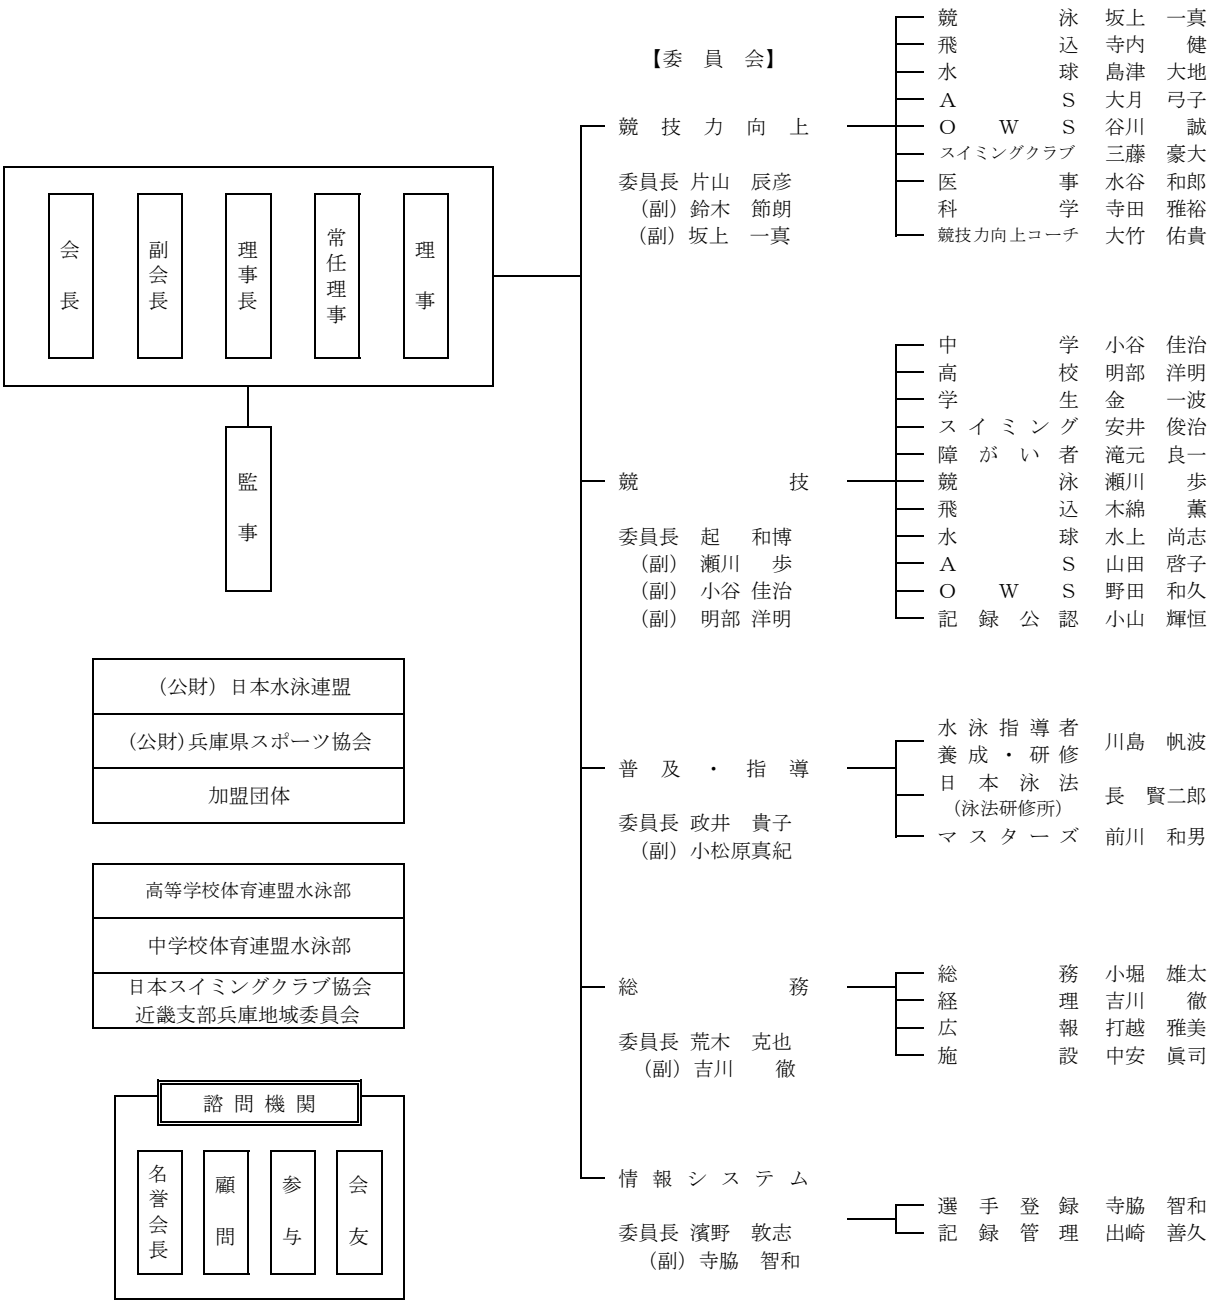 会長
副会長
理事長
常任理事
理事
監事
(公財) 日本水泳連盟
(公財)兵庫県スポーツ協会
加盟団体
高等学校体育連盟水泳部
中学校体育連盟水泳部
日本スイミングクラブ協会
近畿支部兵庫地域委員会
諮問機関
名誉会長
顧問
参与
会友
【委員会】
競技力向上
委員長 片山 辰彦
(副) 鈴木 節朗
(副) 坂上 一真
競泳 坂上 一真
飛込 寺内 健
水球 島津 大地
AS 大月 弓子
OWS 谷川 誠
スイミングクラブ 三藤 豪大
医事 水谷 和郎
科学 寺田 雅裕
競技力向上コーチ 大竹 佑貴
競技
委員長 起 和博
(副) 瀬川 歩
(副) 小谷 佳治
(副) 明部 洋明
中学 小谷 佳治
高校 明部 洋明
学生 金 一波
スイミング 安井 俊治
障がい者 滝元 良一
競泳 瀬川 歩
飛込 木綿 薫
水球 水上 尚志
AS 山田 啓子
OWS 野田 和久
記録公認 小山 輝恒
普及・指導
委員長 政井 貴子
(副) 小松原真紀
水泳指導者
養成・研修 川島 帆波
日本泳法
(泳法研修所) 長 賢二郎
マスターズ 前川 和男
総務
委員長 荒木 克也
(副) 吉川 徹
総務 小堀 雄太
経理 吉川 徹
広報 打越 雅美
施設 中安 眞司
情報システム
委員長 濱野 敦志
(副) 寺脇 智和
選手登録 寺脇 智和
記録管理 出崎 善久